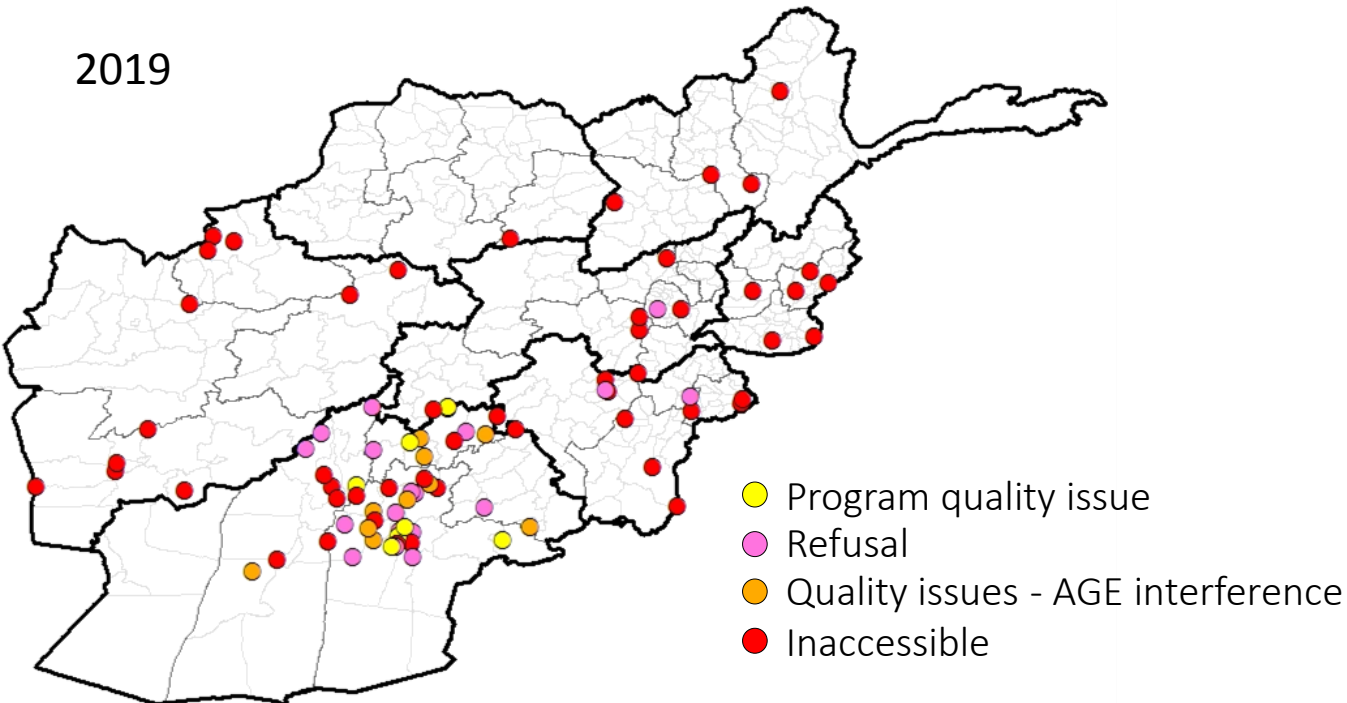 2019
Program quality issue
Refusal
Quality issues - AGE interference
Inaccessible